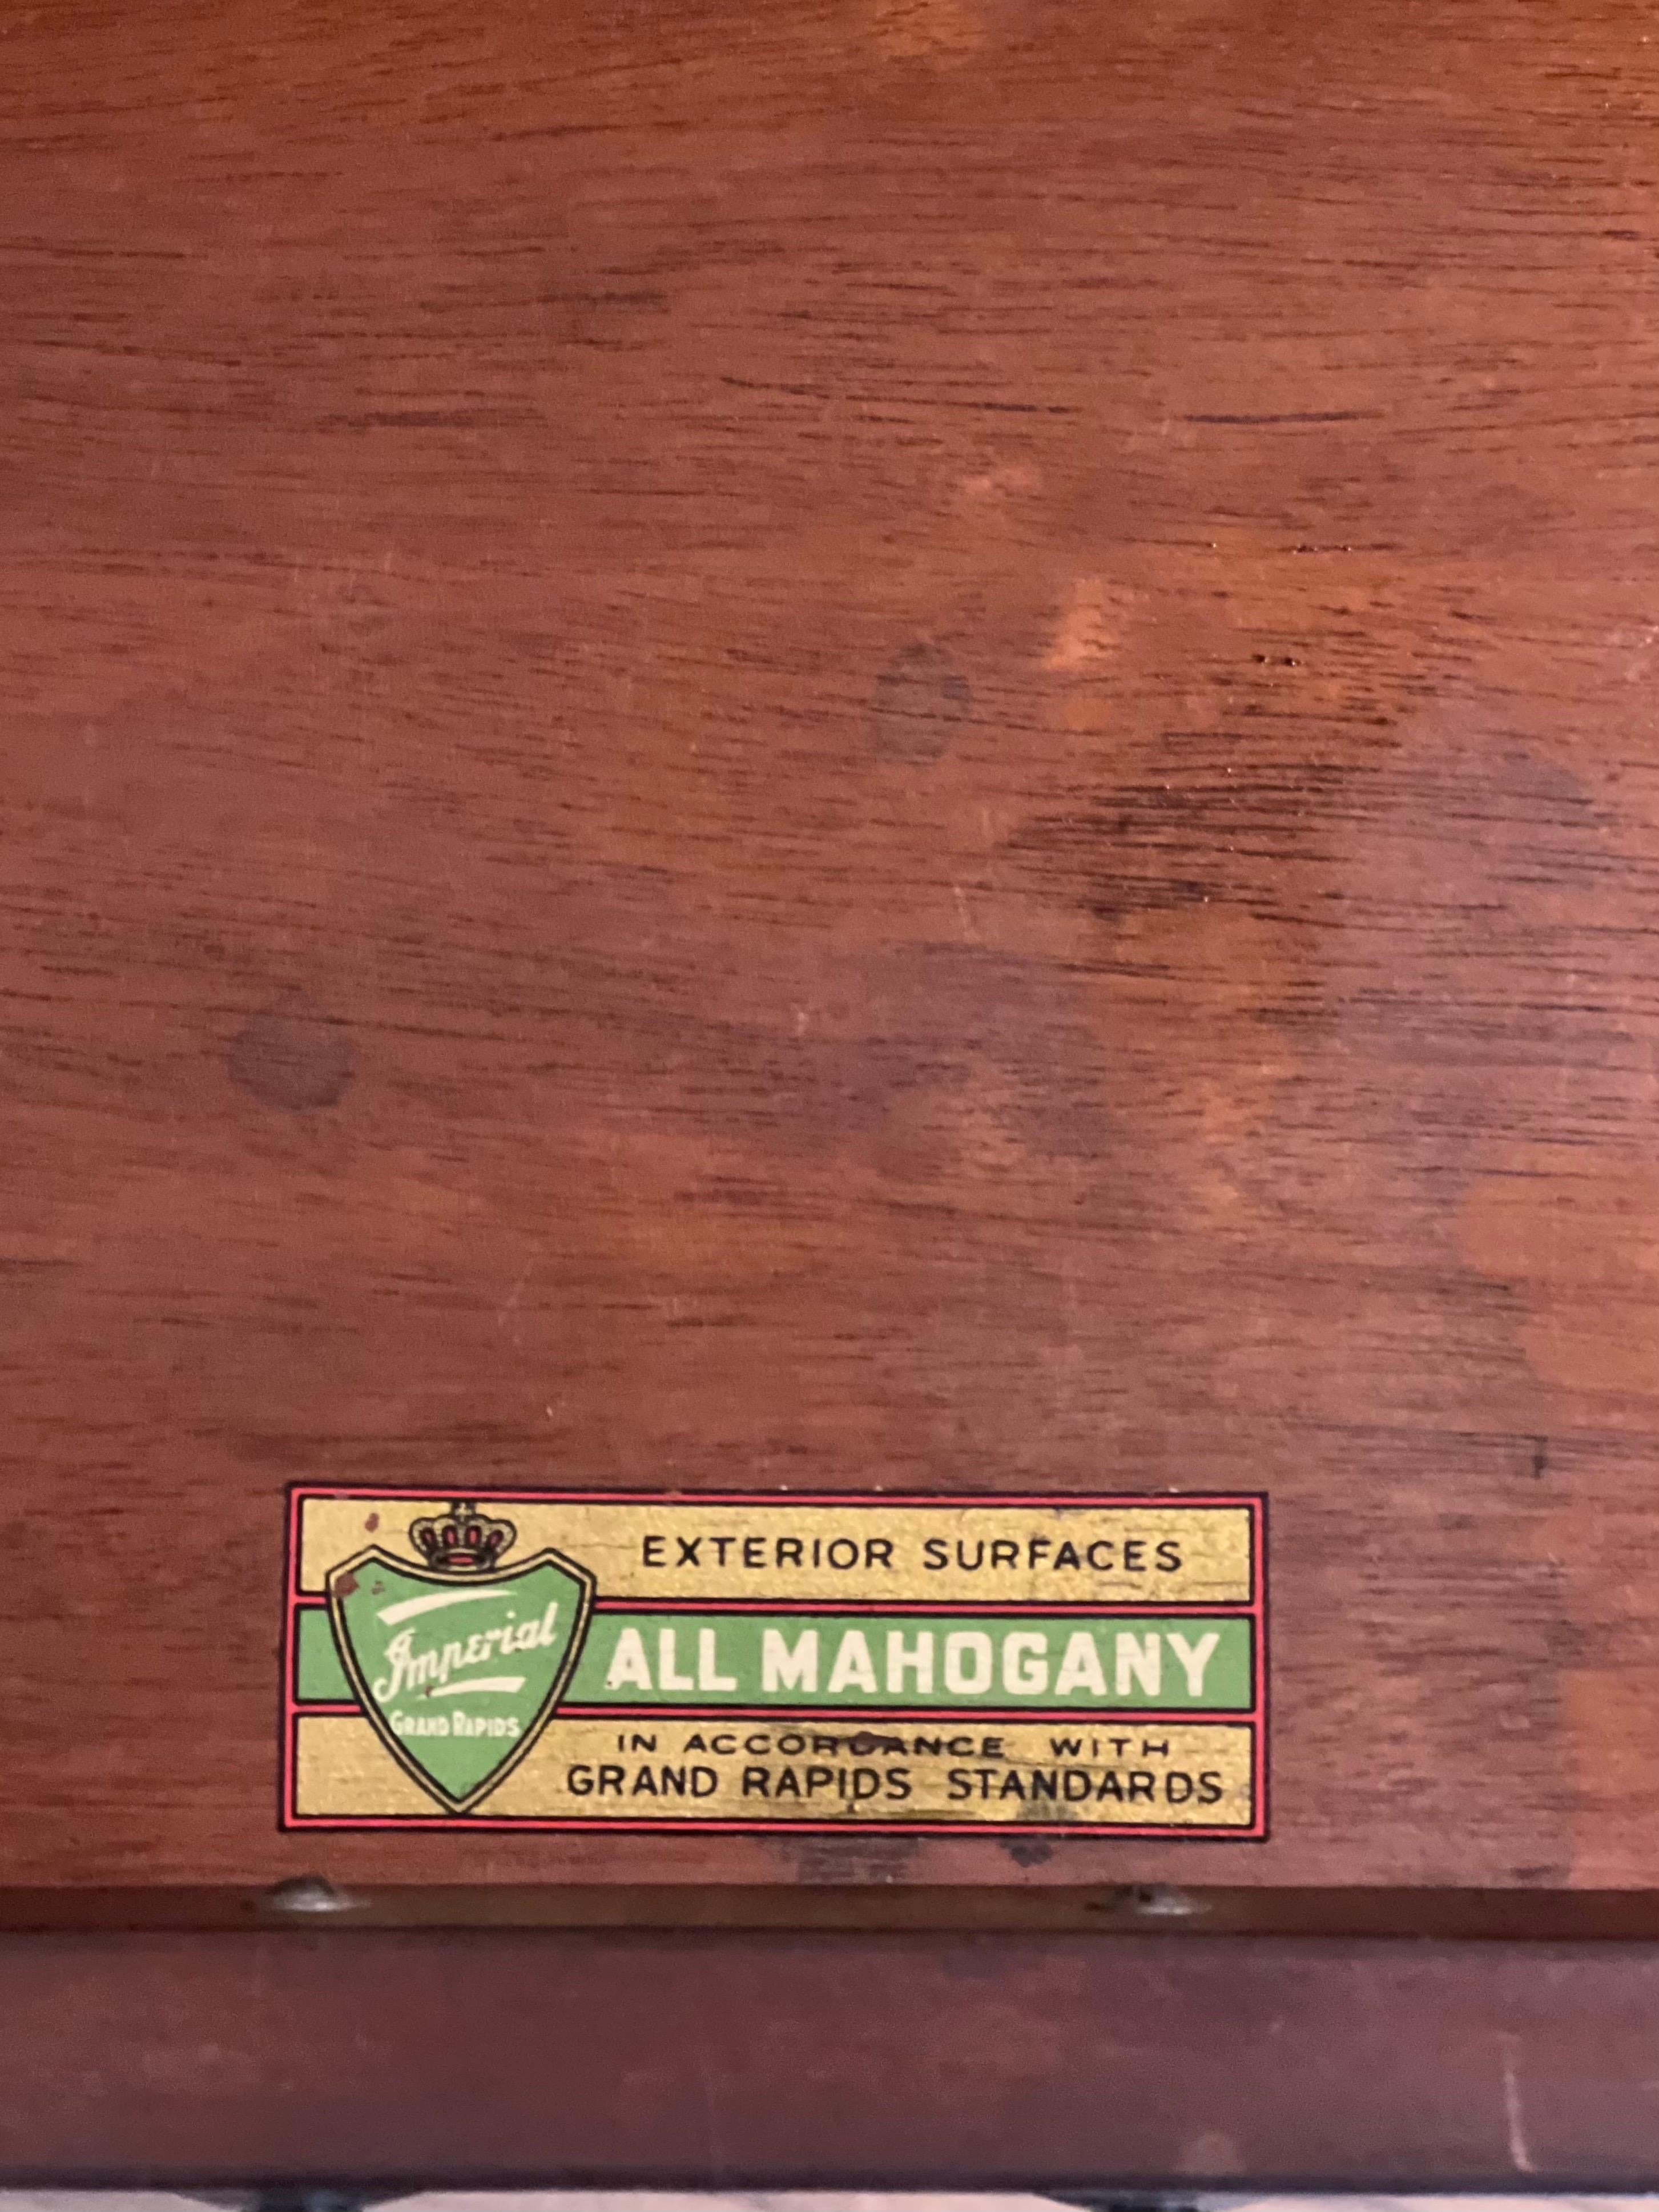 Imperial
GRAND RAPIDS
EXTERIOR SURFACES
ALL MAHOGANY
IN ACCORDANCE WITH
GRAND RAPIDS STANDARDS